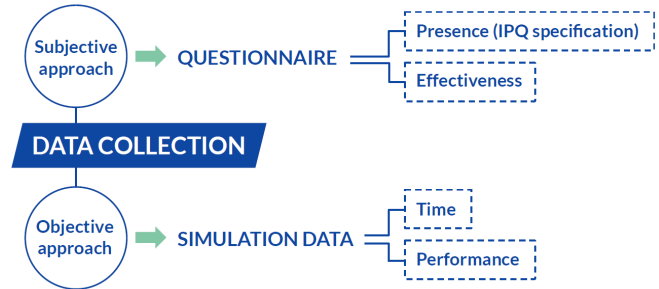 Subjective
approach
QUESTIONNAIRE
Presence (IPQ specification)
Effectiveness
DATA COLLECTION
Objective
approach
SIMULATION DATA
Time
Performance